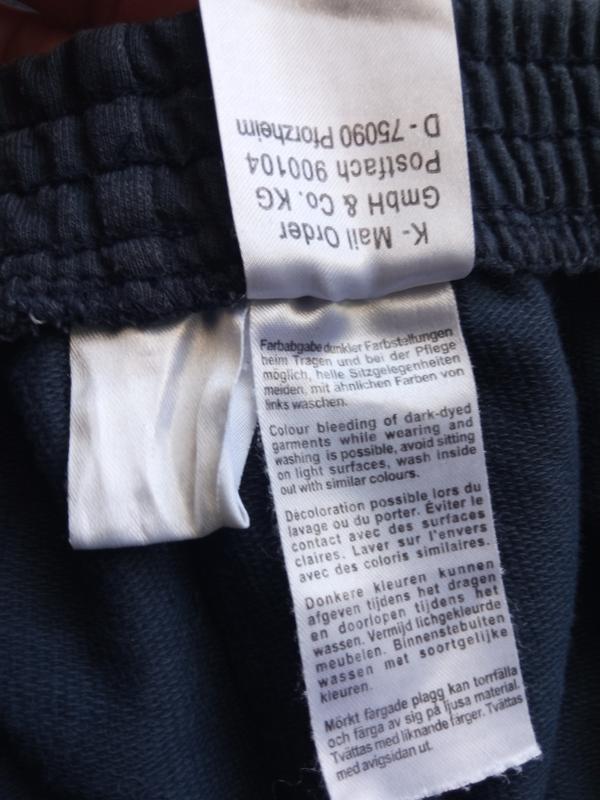 K- Mail Order
GmbH & Co. KG
Postfach 900104
D - 75090 Pforzheim
Farbabgabe dunkler Farbstellungen
beim Tragen und bei der Pflege
möglich, helle Sitzgelegenheiten
meiden, mit ähnlichen Farben von
links waschen.
Colour bleeding of dark-dyed
garments while wearing and
washing is possible, avoid sitting
on light surfaces, wash inside
out with similar colours.
Décoloration possible lors du
lavage ou du porter. Éviter le
contact avec des surfaces
claires. Laver sur l'envers
avec des coloris similaires.
Donkere kleuren kunnen
afgeven tijdens het dragen
en doorlopen tijdens het
wassen. Vermijd lichgekleurde
meubelen. Binnenstebuiten
wassen met soortgelijke
kleuren.
Mörkt färgade plagg kan torrfälla
och färga av sig på ljusa material.
Tvättas med liknande färger. Tvättas
med avigsidan ut.